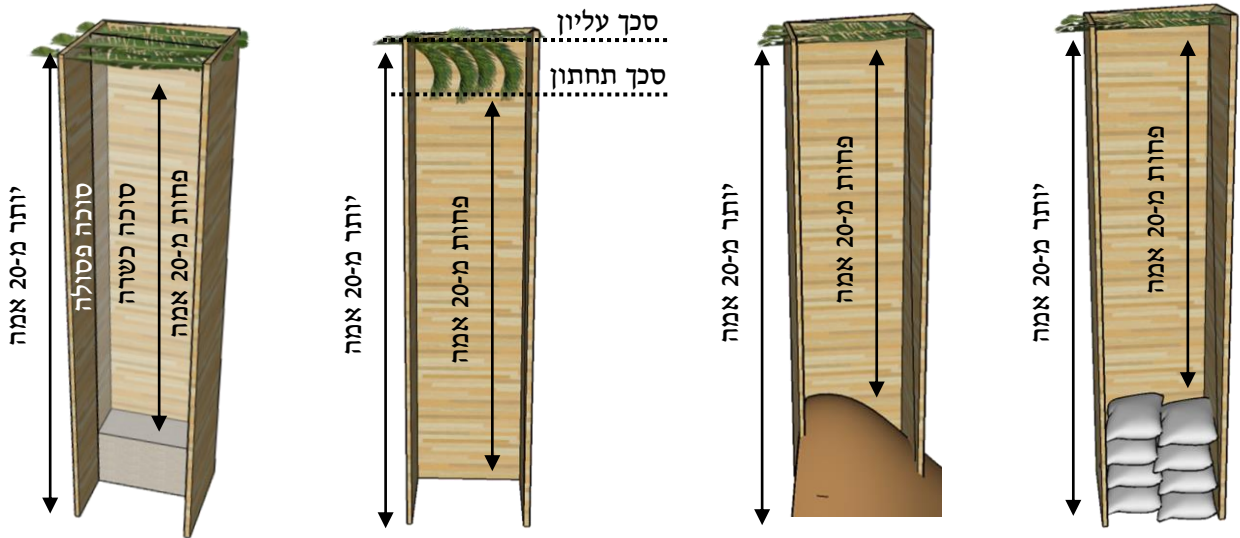 סכך עליון
סכך תחתון
יותר מ-20 אמה
פחות מ-20 אמה
יותר מ-20 אמה
פחות מ-20 אמה
יותר מ-20 אמה
פחות מ-20 אמה
סוכה כשרה
סוכה פסולה
פחות מ-20 אמה
יותר מ-20 אמה